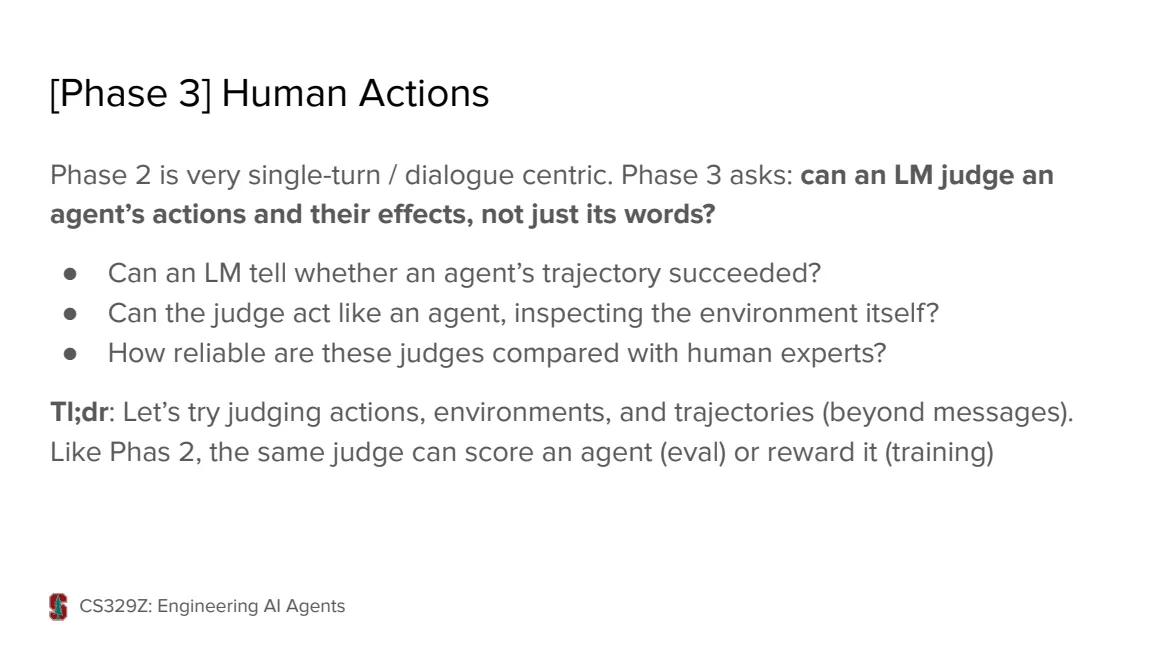 [Phase 3] Human Actions
Phase 2 is very single-turn / dialogue centric. Phase 3 asks: can an LM judge an
agent’s actions and their effects, not just its words?
● Can an LM tell whether an agent’s trajectory succeeded?
● Can the judge act like an agent, inspecting the environment itself?
● How reliable are these judges compared with human experts?
Tl;dr: Let’s try judging actions, environments, and trajectories (beyond messages).
Like Phas 2, the same judge can score an agent (eval) or reward it (training)
CS329Z: Engineering AI Agents